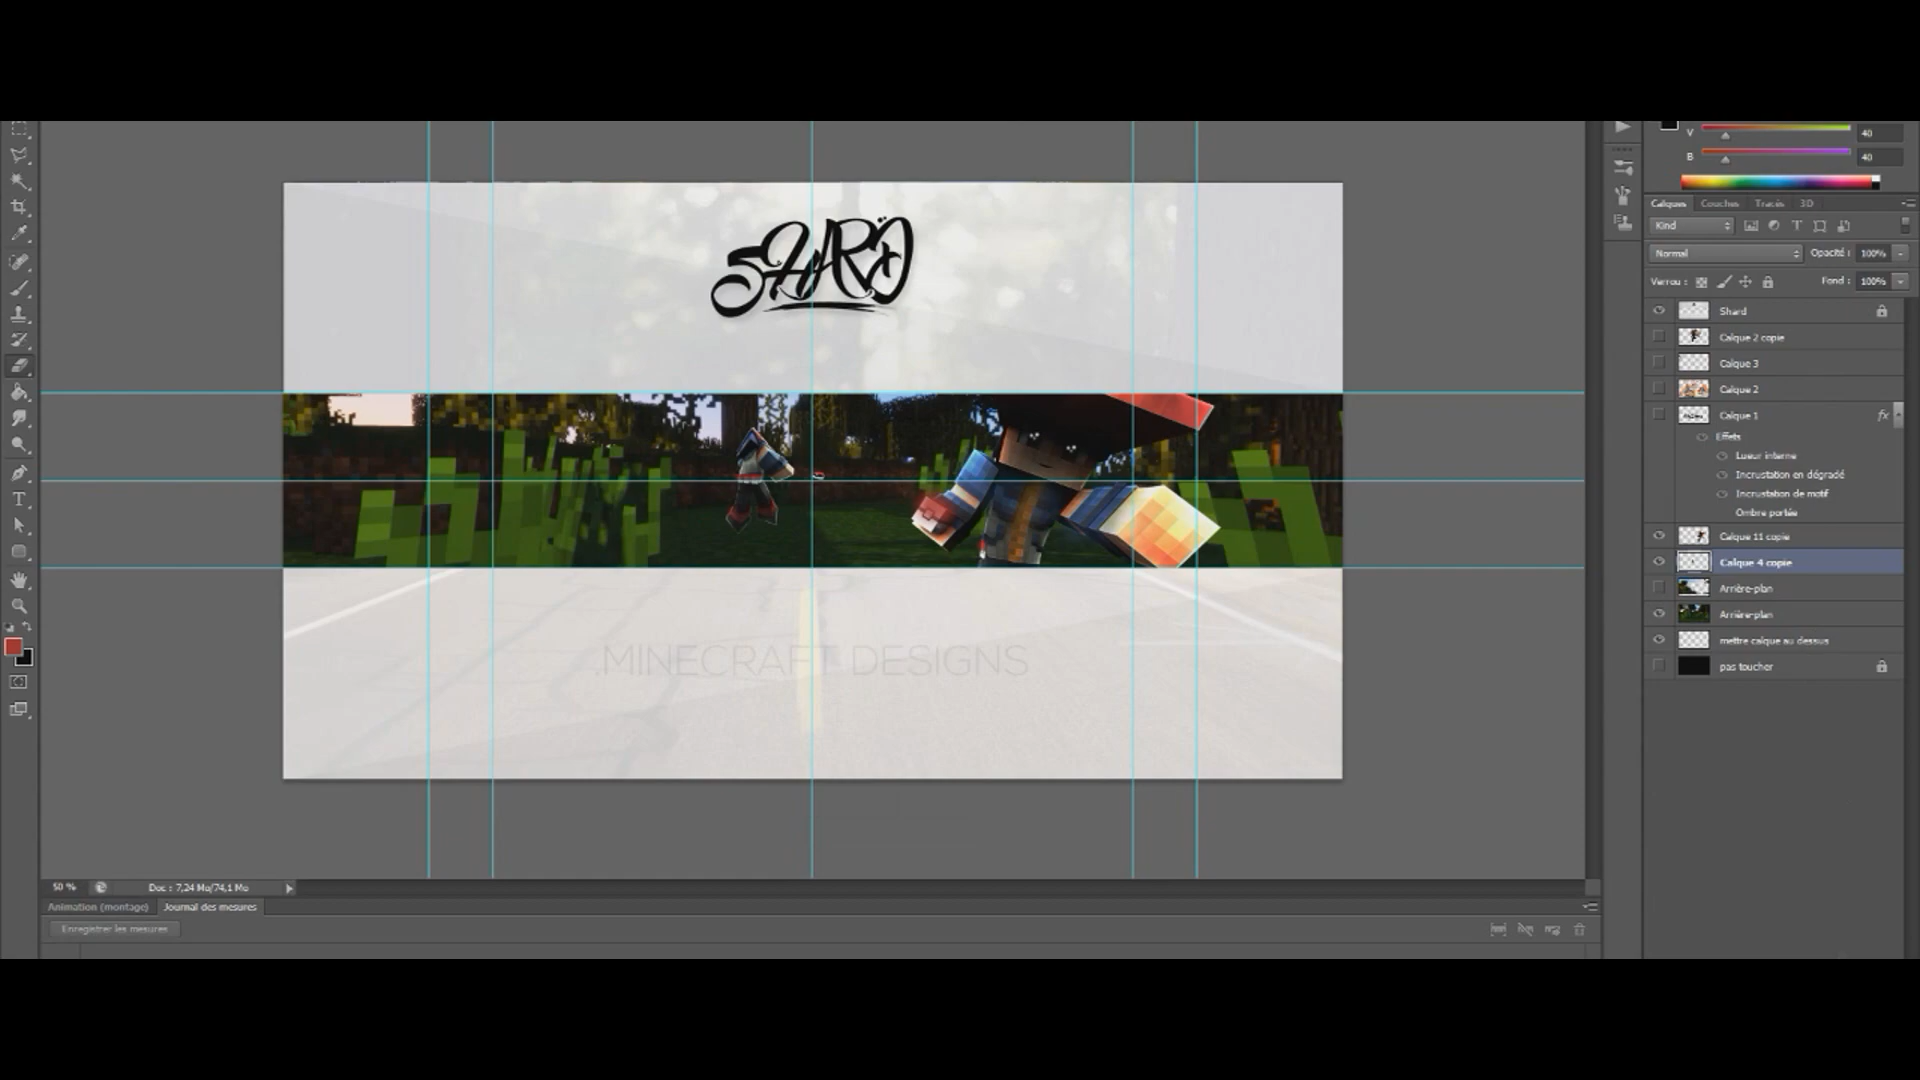 V 40
B 40
Calques Couches Tracés 3D
Kind
Normal Opacité : 100%
Verrou : Fond : 100%
Shard
Calque 2 copie
Calque 3
Calque 2
Calque 1 fx
Effets
Lueur interne
Incrustation en dégradé
Incrustation de motif
Ombre portée
Calque 11 copie
Calque 4 copie
Arrière-plan
Arrière-plan
mettre calque au dessus
pas toucher
SHARD
.MINECRAFT DESIGNS
50 % Doc : 7,24 Mo/74,1 Mo
Animation (montage) Journal des mesures
Enregistrer les mesures